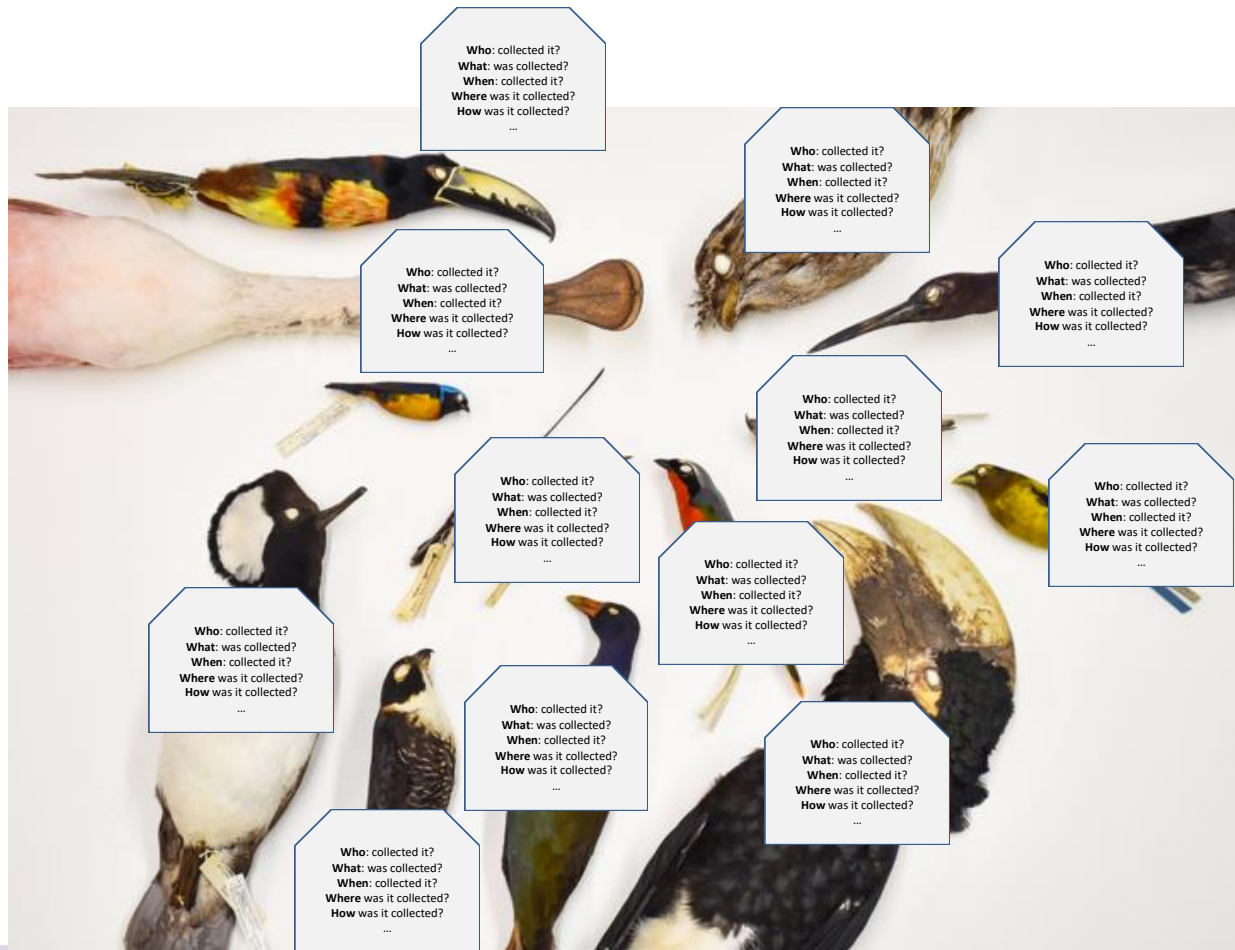 Who: collected it?
What: was collected?
When: collected it?
Where was it collected?
How was it collected?
...
Who: collected it?
What: was collected?
When: collected it?
Where was it collected?
How was it collected?
...
Who: collected it?
What: was collected?
When: collected it?
Where was it collected?
How was it collected?
...
Who: collected it?
What: was collected?
When: collected it?
Where was it collected?
How was it collected?
...
Who: collected it?
What: was collected?
When: collected it?
Where was it collected?
How was it collected?
...
Who: collected it?
What: was collected?
When: collected it?
Where was it collected?
How was it collected?
...
Who: collected it?
What: was collected?
When: collected it?
Where was it collected?
How was it collected?
...
Who: collected it?
What: was collected?
When: collected it?
Where was it collected?
How was it collected?
...
Who: collected it?
What: was collected?
When: collected it?
Where was it collected?
How was it collected?
...
Who: collected it?
What: was collected?
When: collected it?
Where was it collected?
How was it collected?
...
Who: collected it?
What: was collected?
When: collected it?
Where was it collected?
How was it collected?
...
Who: collected it?
What: was collected?
When: collected it?
Where was it collected?
How was it collected?
...